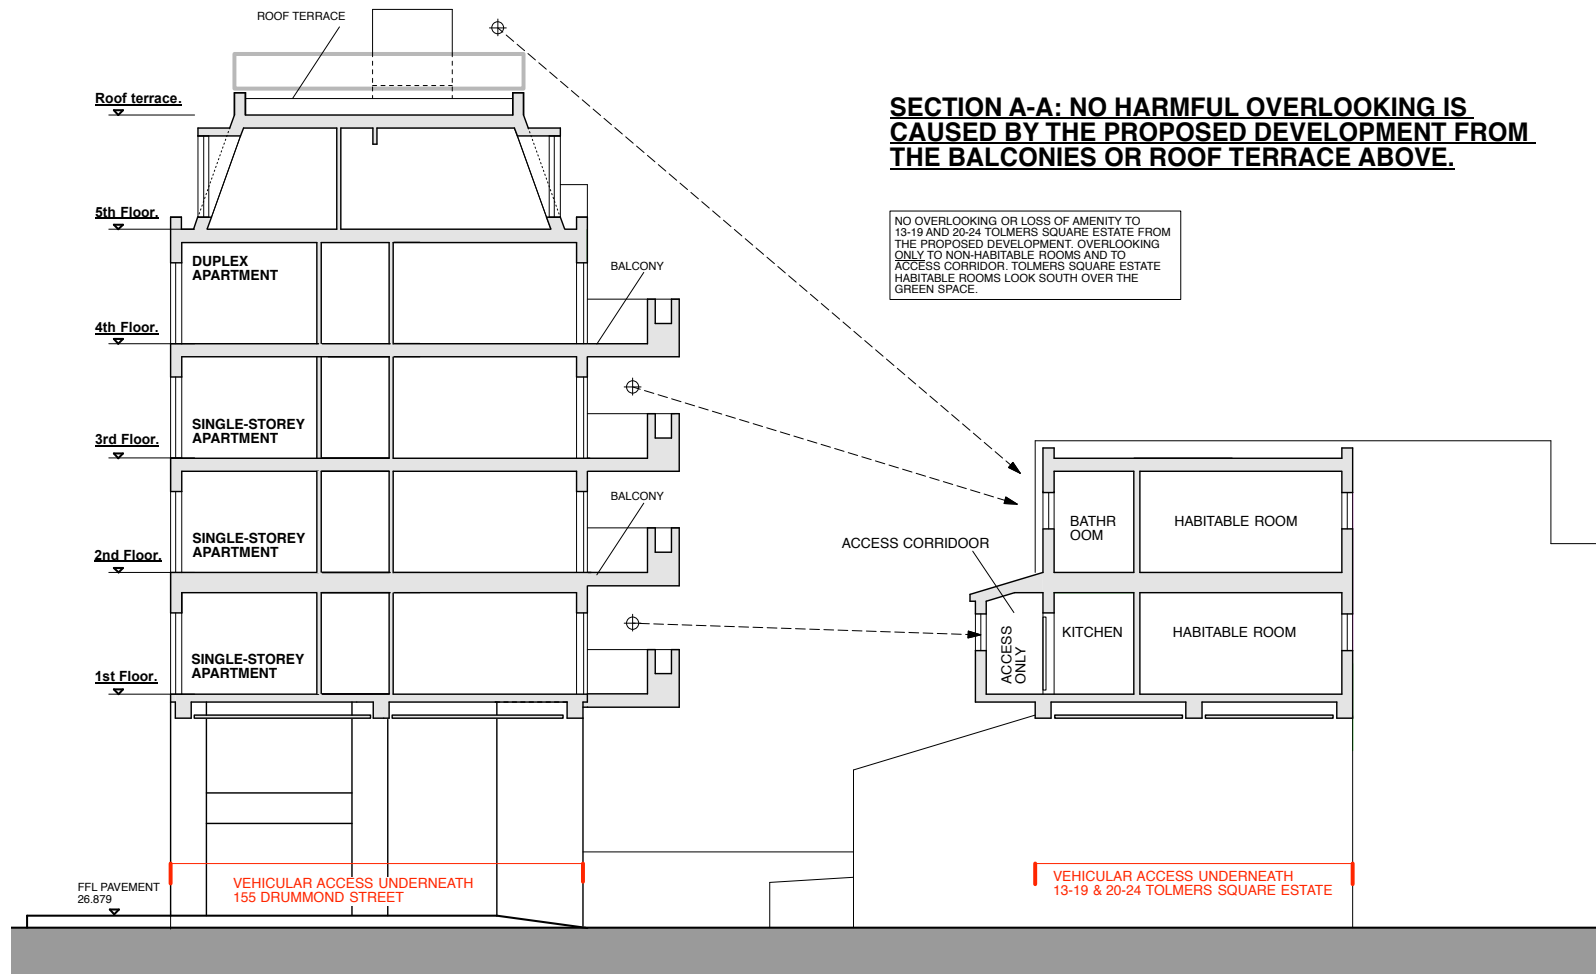 ROOF TERRACE
SECTION A-A: NO HARMFUL OVERLOOKING IS
CAUSED BY THE PROPOSED DEVELOPMENT FROM
THE BALCONIES OR ROOF TERRACE ABOVE.
Roof terrace.
5th Floor.
NO OVERLOOKING OR LOSS OF AMENITY TO
13-19 AND 20-24 TOLMERS SQUARE ESTATE FROM
THE PROPOSED DEVELOPMENT. OVERLOOKING
ONLY TO NON-HABITABLE ROOMS AND TO
ACCESS CORRIDOR. TOLMERS SQUARE ESTATE
HABITABLE ROOMS LOOK SOUTH OVER THE
GREEN SPACE.
DUPLEX
APARTMENT
BALCONY
4th Floor.
SINGLE-STOREY
APARTMENT
3rd Floor.
BALCONY
SINGLE-STOREY
APARTMENT
2nd Floor.
ACCESS CORRIDOOR
BATHR
OOM
HABITABLE ROOM
SINGLE-STOREY
APARTMENT
1st Floor.
ACCESS
ONLY
KITCHEN
HABITABLE ROOM
FFL PAVEMENT
26.879
VEHICULAR ACCESS UNDERNEATH
155 DRUMMOND STREET
VEHICULAR ACCESS UNDERNEATH
13-19 & 20-24 TOLMERS SQUARE ESTATE